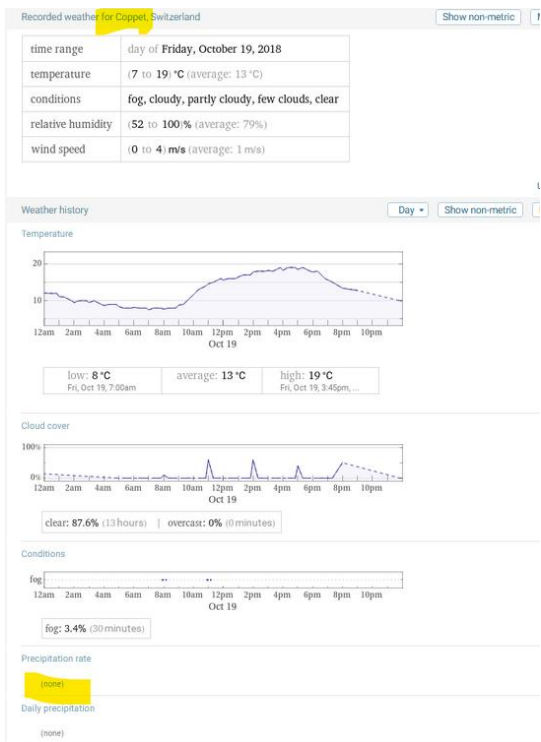 Recorded weather for Coppet, Switzerland
Show non-metric
time range day of Friday, October 19, 2018
temperature (7 to 19) °C (average: 13 °C)
conditions fog, cloudy, partly cloudy, few clouds, clear
relative humidity (52 to 100)% (average: 79%)
wind speed (0 to 4) m/s (average: 1 m/s)
Weather history
Day Show non-metric
Temperature
20
10
12am 2am 4am 6am 8am 10am 12pm 2pm 4pm 6pm 8pm 10pm
Oct 19
low: 8 °C average: 13 °C high: 19 °C
Fri, Oct 19, 7:00am Fri, Oct 19, 3:45pm, ...
Cloud cover
100%
0%
12am 2am 4am 6am 8am 10am 12pm 2pm 4pm 6pm 8pm 10pm
Oct 19
clear: 87.6% (13 hours) | overcast: 0% (0 minutes)
Conditions
fog
12am 2am 4am 6am 8am 10am 12pm 2pm 4pm 6pm 8pm 10pm
Oct 19
fog: 3.4% (30 minutes)
Precipitation rate
(none)
Daily precipitation
(none)